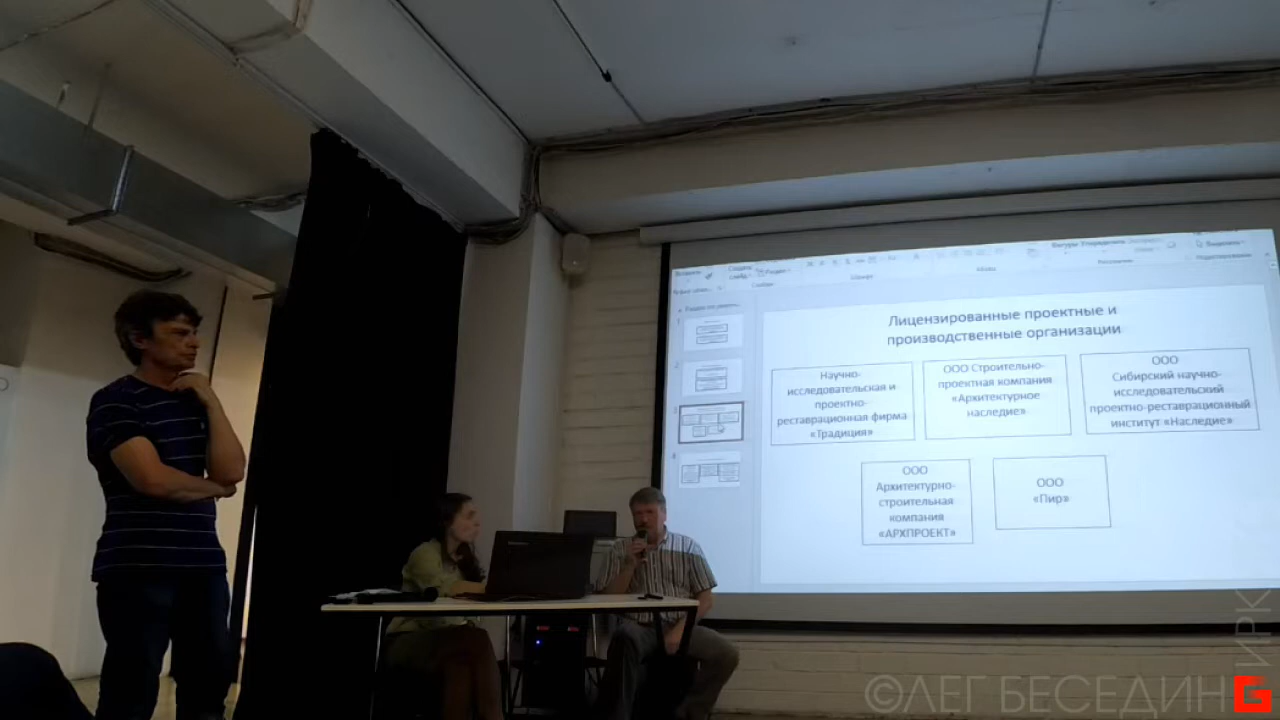 Лицензированные проектные и
производственные организации
Научно-
исследовательская и
проектно-
реставрационная фирма
«Традиция»
ООО Строительно-
проектная компания
«Архитектурное
наследие»
ООО
Сибирский научно-
исследовательский
проектно-реставрационный
институт «Наследие»
ООО
Архитектурно-
строительная
компания
«АРХПРОЕКТ»
ООО
«Пир»
©ЛЕГ БЕСЕДИН
ИРК